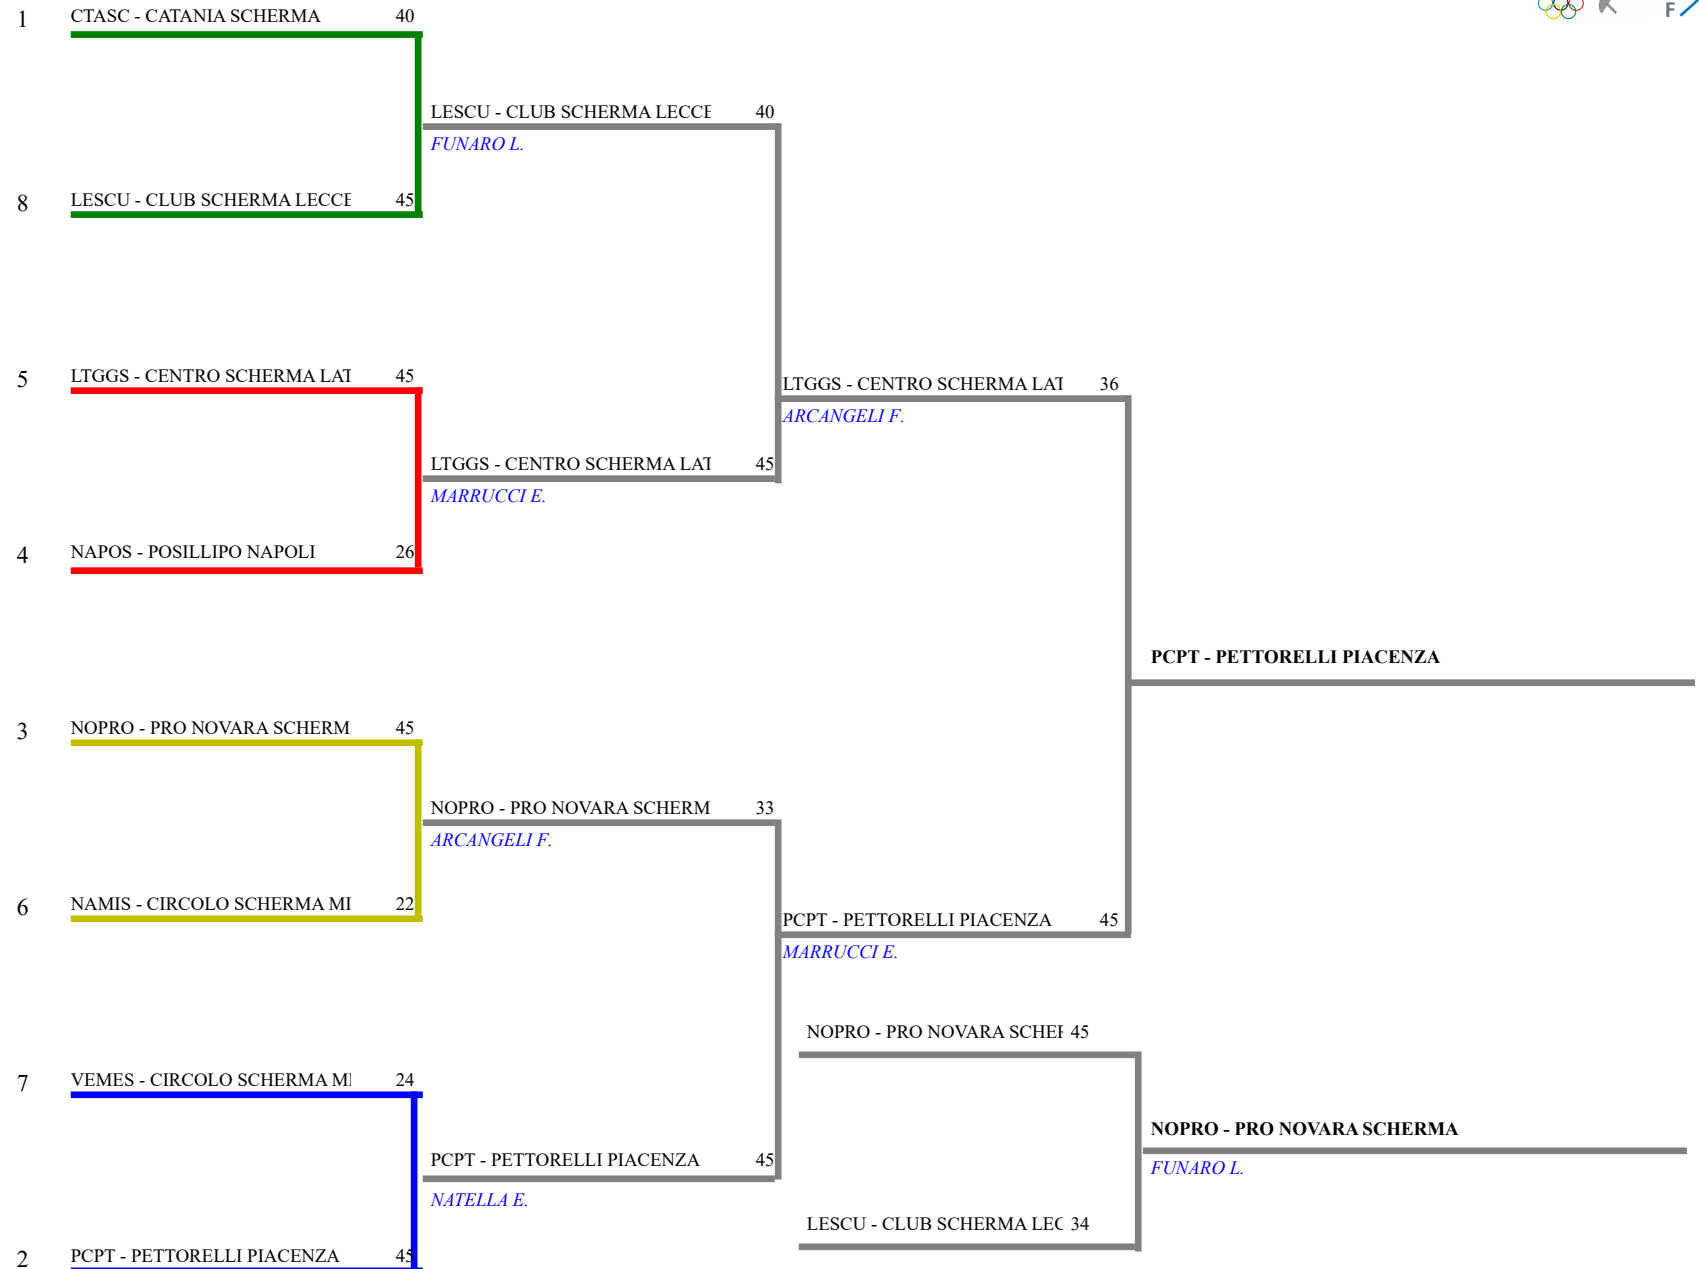 F
1 CTASC - CATANIA SCHERMA 40
LESCU - CLUB SCHERMA LECCE 40
FUNARO L.
8 LESCU - CLUB SCHERMA LECCE 45
5 LTGGS - CENTRO SCHERMA LAT 45
LTGGS - CENTRO SCHERMA LAT 36
ARCANGELI F.
LTGGS - CENTRO SCHERMA LAT 45
MARRUCCI E.
4 NAPOS - POSILLIPO NAPOLI 26
PCPT - PETTORELLI PIACENZA
3 NOPRO - PRO NOVARA SCHERM 45
NOPRO - PRO NOVARA SCHERM 33
ARCANGELI F.
6 NAMIS - CIRCOLO SCHERMA MI 22
PCPT - PETTORELLI PIACENZA 45
MARRUCCI E.
NOPRO - PRO NOVARA SCHER 45
7 VEMES - CIRCOLO SCHERMA MI 24
NOPRO - PRO NOVARA SCHERMA
FUNARO L.
PCPT - PETTORELLI PIACENZA 45
NATELLA E.
LESCU - CLUB SCHERMA LEC 34
2 PCPT - PETTORELLI PIACENZA 45